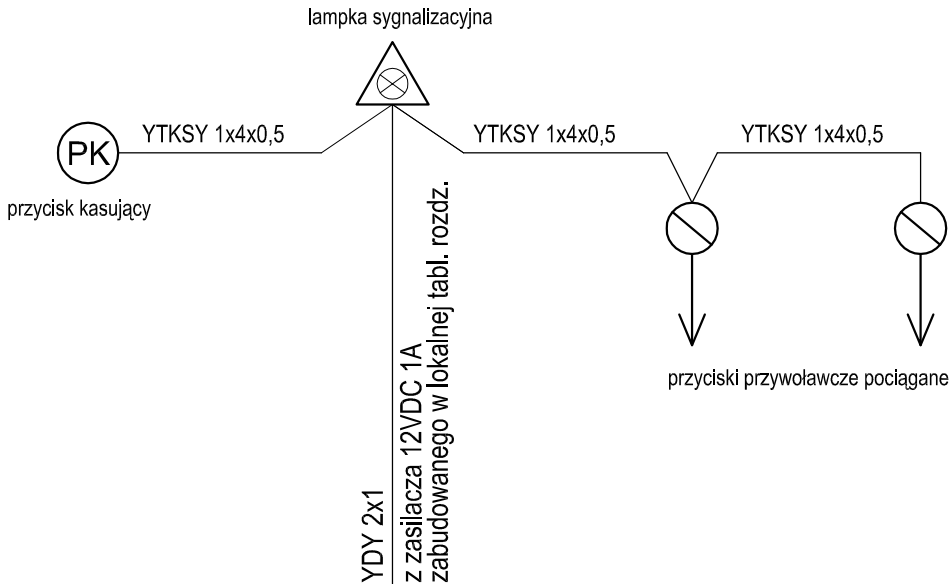 lampka sygnalizacyjna
YTKSY 1x4x0,5
YTKSY 1x4x0,5
YTKSY 1x4x0,5
PK
przycisk kasujący
przyciski przywoławcze pociągane
YDY 2x1
z zasilacza 12VDC 1A
zabudowanego w lokalnej tabl. rozdz.